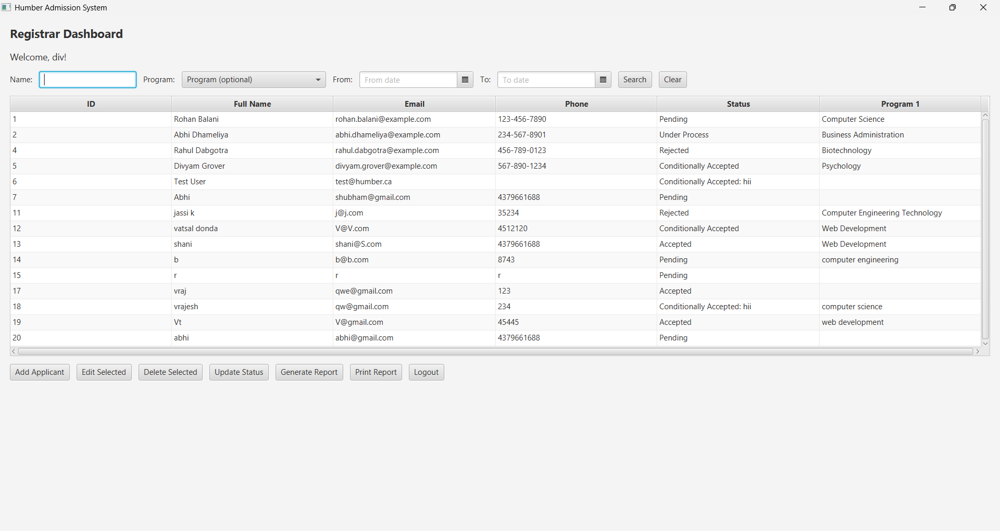 Humber Admission System
Registrar Dashboard
Welcome, div!
Name: Program: Program (optional) From: From date To: To date Search Clear
ID Full Name Email Phone Status Program 1
1 Rohan Balani rohan.balani@example.com 123-456-7890 Pending Computer Science
2 Abhi Dhameliya abhi.dhameliya@example.com 234-567-8901 Under Process Business Administration
4 Rahul Dabgotra rahul.dabgotra@example.com 456-789-0123 Rejected Biotechnology
5 Divyam Grover divyam.grover@example.com 567-890-1234 Conditionally Accepted Psychology
6 Test User test@humber.ca Conditionally Accepted: hii
7 Abhi shubham@gmail.com 4379661688 Pending
11 jassi k j@j.com 35234 Rejected Computer Engineering Technology
12 vatsal donda V@V.com 4512120 Conditionally Accepted Web Development
13 shani shani@S.com 4379661688 Accepted Web Development
14 b b@b.com 8743 Pending computer engineering
15 r r r Pending
17 vraj qwe@gmail.com 123 Accepted
18 vrajesh qw@gmail.com 234 Conditionally Accepted: hii computer science
19 Vt V@gmail.com 45445 Accepted web development
20 abhi abhi@gmail.com 4379661688 Pending
Add Applicant Edit Selected Delete Selected Update Status Generate Report Print Report Logout